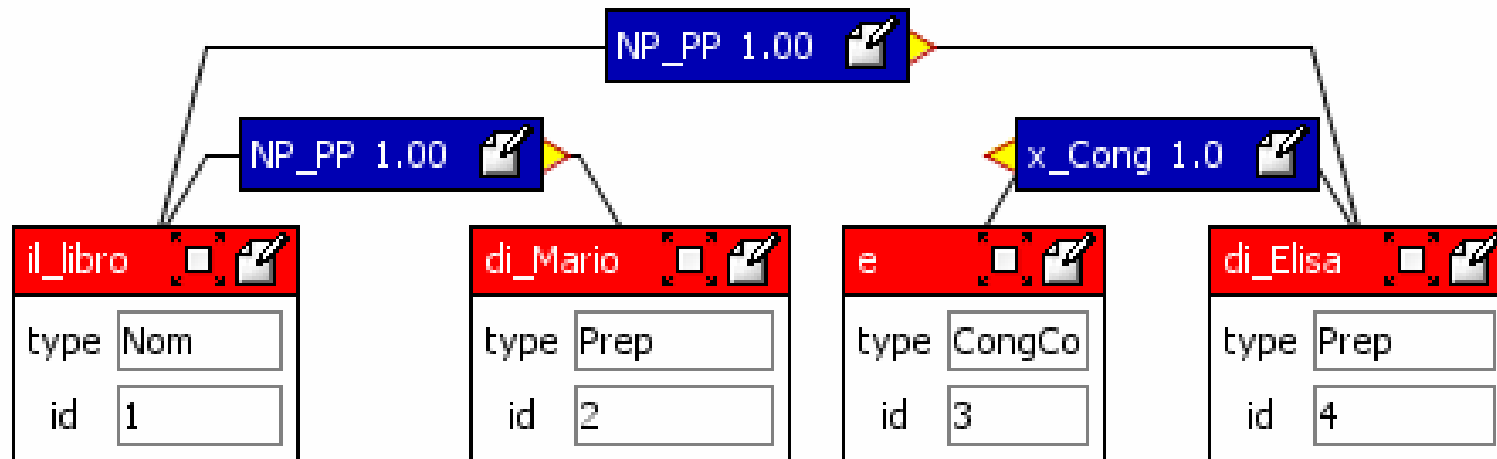 NP_PP 1.00
NP_PP 1.00
x_Cong 1.0
il_libro
di_Mario
e
di_Elisa
type Nom
type Prep
type CongCo
type Prep
id 1
id 2
id 3
id 4